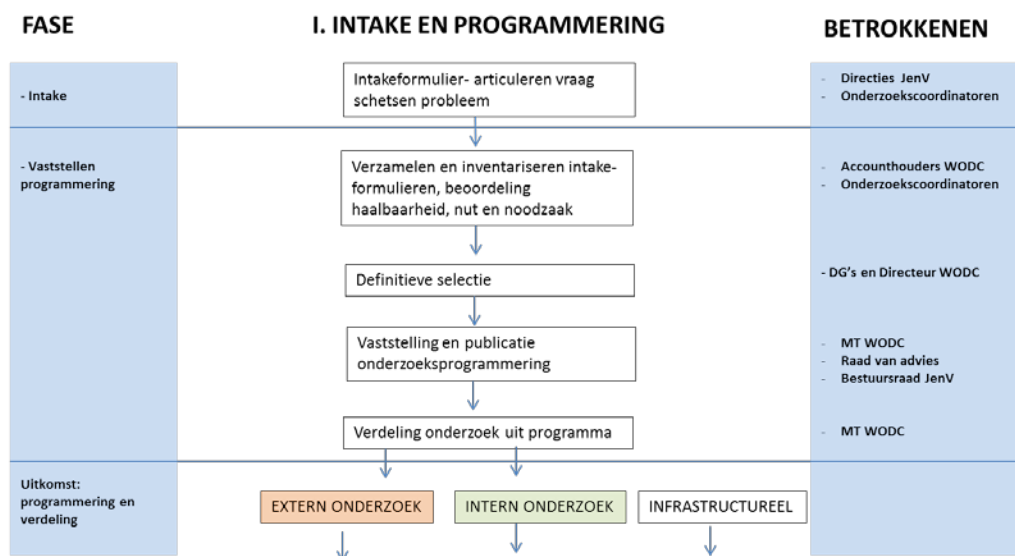 FASE
I. INTAKE EN PROGRAMMERING
BETROKKENEN
- Intake
Intakeformulier- articuleren vraag
schetsen probleem
- Directies JenV
- Onderzoekscoordinatoren
- Vaststellen
programmering
Verzamelen en inventariseren intake-
formulieren, beoordeling
haalbaarheid, nut en noodzaak
- Accounthouders WODC
- Onderzoekscoordinatoren
Definitieve selectie
- DG's en Directeur WODC
Vaststelling en publicatie
onderzoeksprogrammering
- MT WODC
- Raad van advies
- Bestuursraad JenV
Verdeling onderzoek uit programma
- MT WODC
Uitkomst:
programmering en
verdeling
EXTERN ONDERZOEK
INTERN ONDERZOEK
INFRASTRUCTUREEL